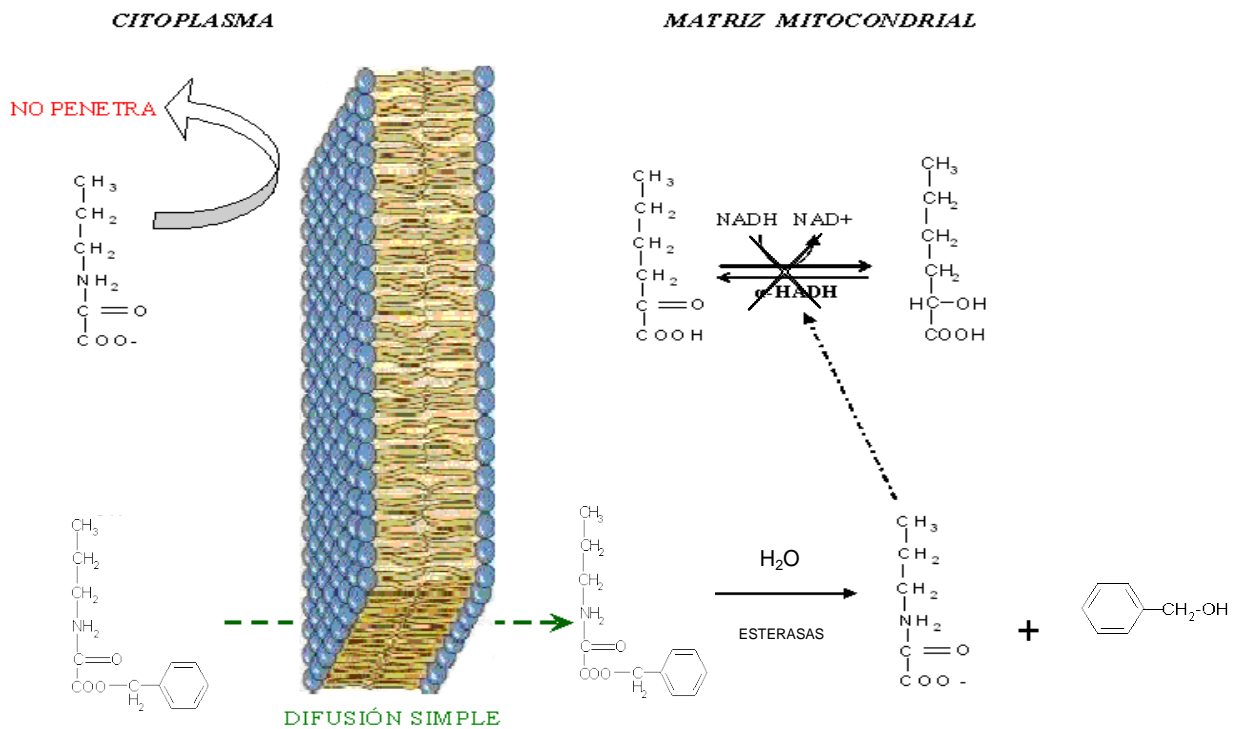 CITOPLASMA
MATRIZ MITOCONDRIAL
NO PENETRA
CH3
CH2
CH2
NH2
C=O
COO-
CH3
CH2
CH2
CH2
C=O
COOH
NADH NAD+
α-HADH
CH3
CH2
CH2
CH2
HC-OH
COOH
CH3
CH2
CH2
NH2
C=O
COO-CH2
DIFUSIÓN SIMPLE
CH3
CH2
CH2
NH2
C=O
COO-CH2
H2O
ESTERASAS
CH3
CH2
CH2
NH2
C=O
COO-
+
CH2-OH